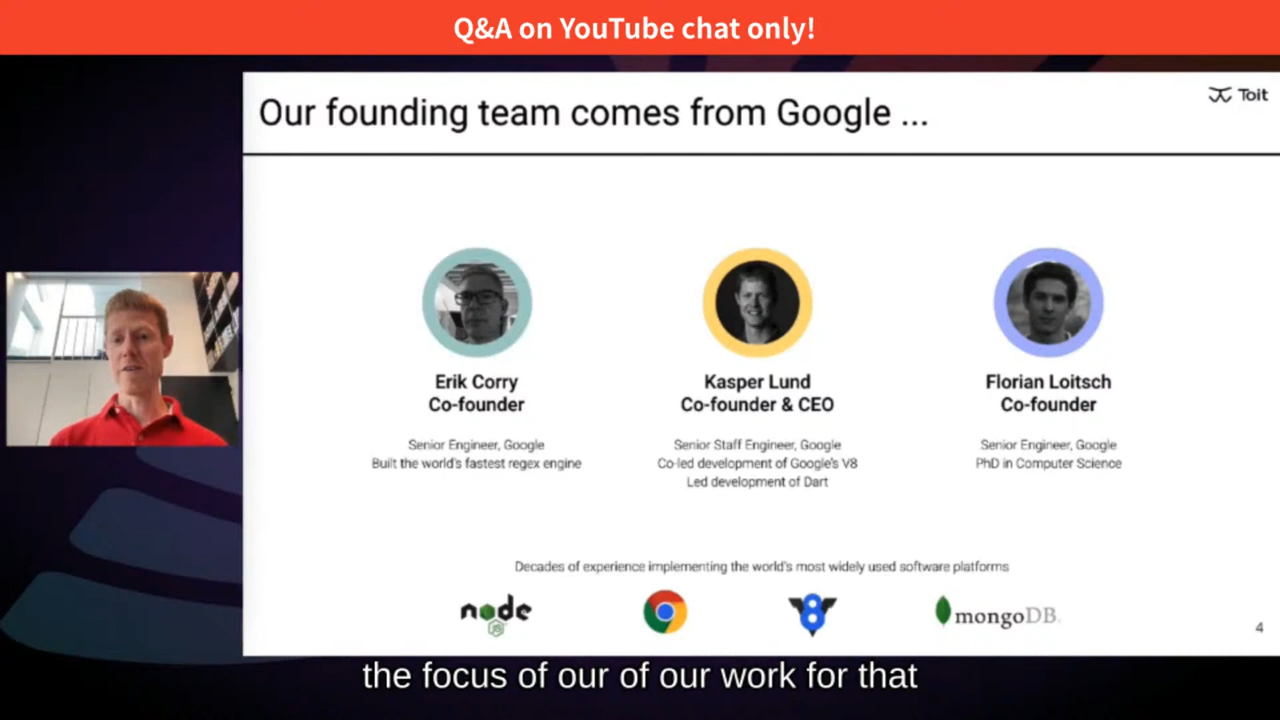 Q&A on YouTube chat only!
Our founding team comes from Google ...
Toit
Erik Corry
Co-founder
Senior Engineer, Google
Built the world's fastest regex engine
Kasper Lund
Co-founder & CEO
Senior Staff Engineer, Google
Co-led development of Google's V8
Led development of Dart
Florian Loitsch
Co-founder
Senior Engineer, Google
PhD in Computer Science
Decades of experience implementing the world's most widely used software platforms
node
JS
8
mongoDB.
4
the focus of our of our work for that